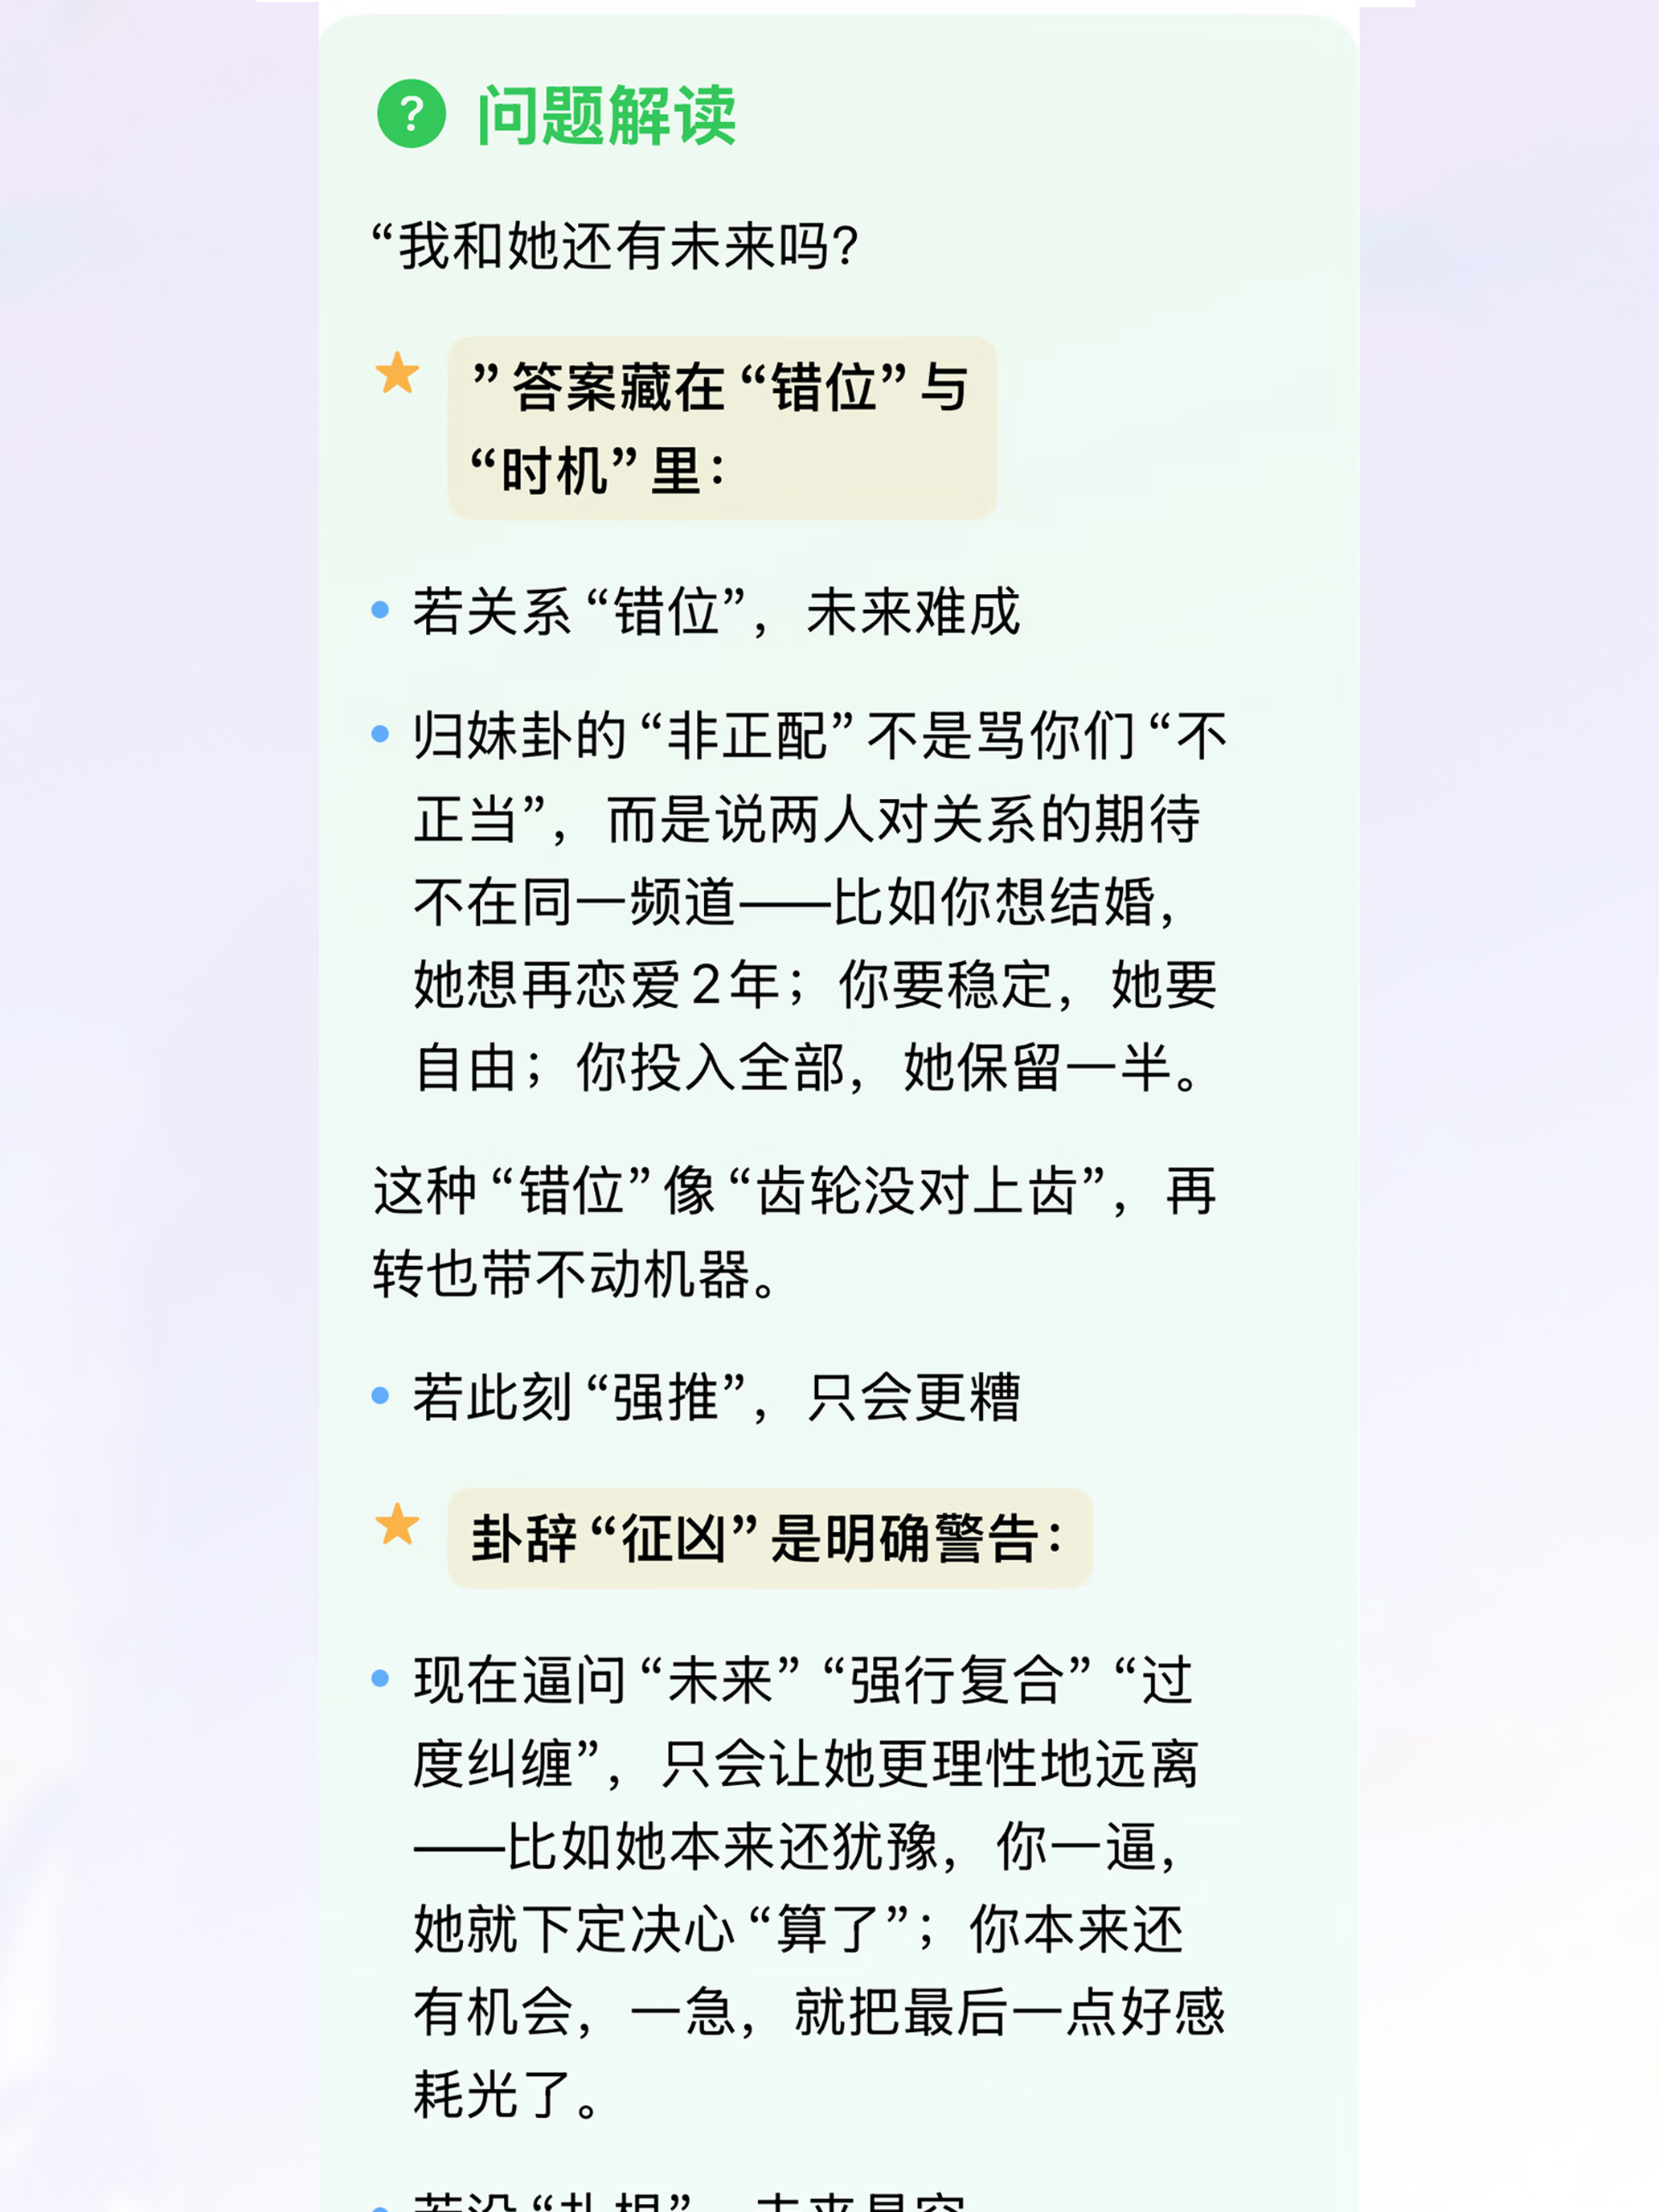 ?
问题解读
“我和她还有未来吗？
”答案藏在“错位”与
“时机”里：
若关系“错位”，未来难成
归妹卦的“非正配”不是骂你们“不
正当”，而是说两人对关系的期待
不在同一频道——比如你想结婚，
她想再恋爱2年；你要稳定，她要
自由；你投入全部，她保留一半。
这种“错位”像“齿轮没对上齿”，再
转也带不动机器。
若此刻“强推”，只会更糟
卦辞“征凶”是明确警告：
现在逼问“未来”“强行复合”“过
度纠缠”，只会让她更理性地远离
——比如她本来还犹豫，你一逼，
她就下定决心“算了”；你本来还
有机会，一急，就把最后一点好感
耗光了。